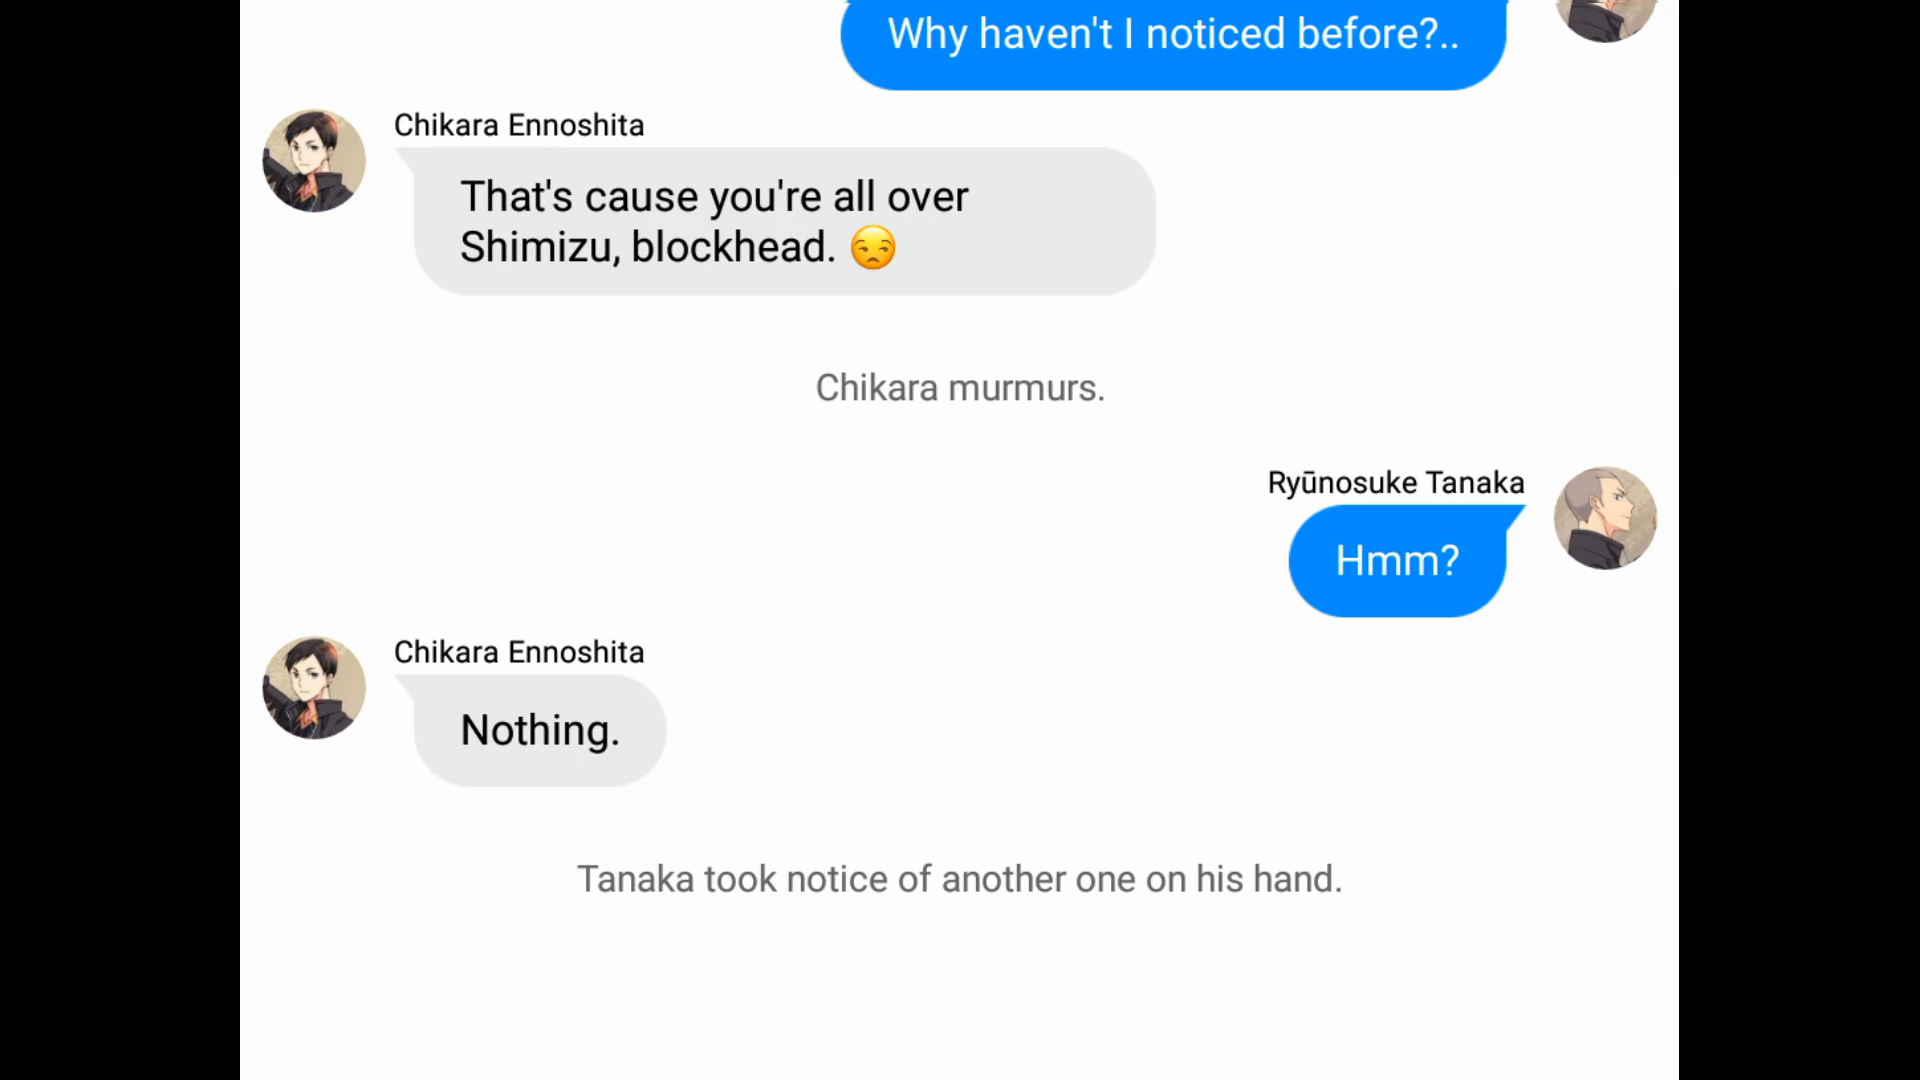 Why haven't I noticed before?..
Chikara Ennoshita
That's cause you're all over
Shimizu, blockhead. 😒
Chikara murmurs.
Ryūnosuke Tanaka
Hmm?
Chikara Ennoshita
Nothing.
Tanaka took notice of another one on his hand.